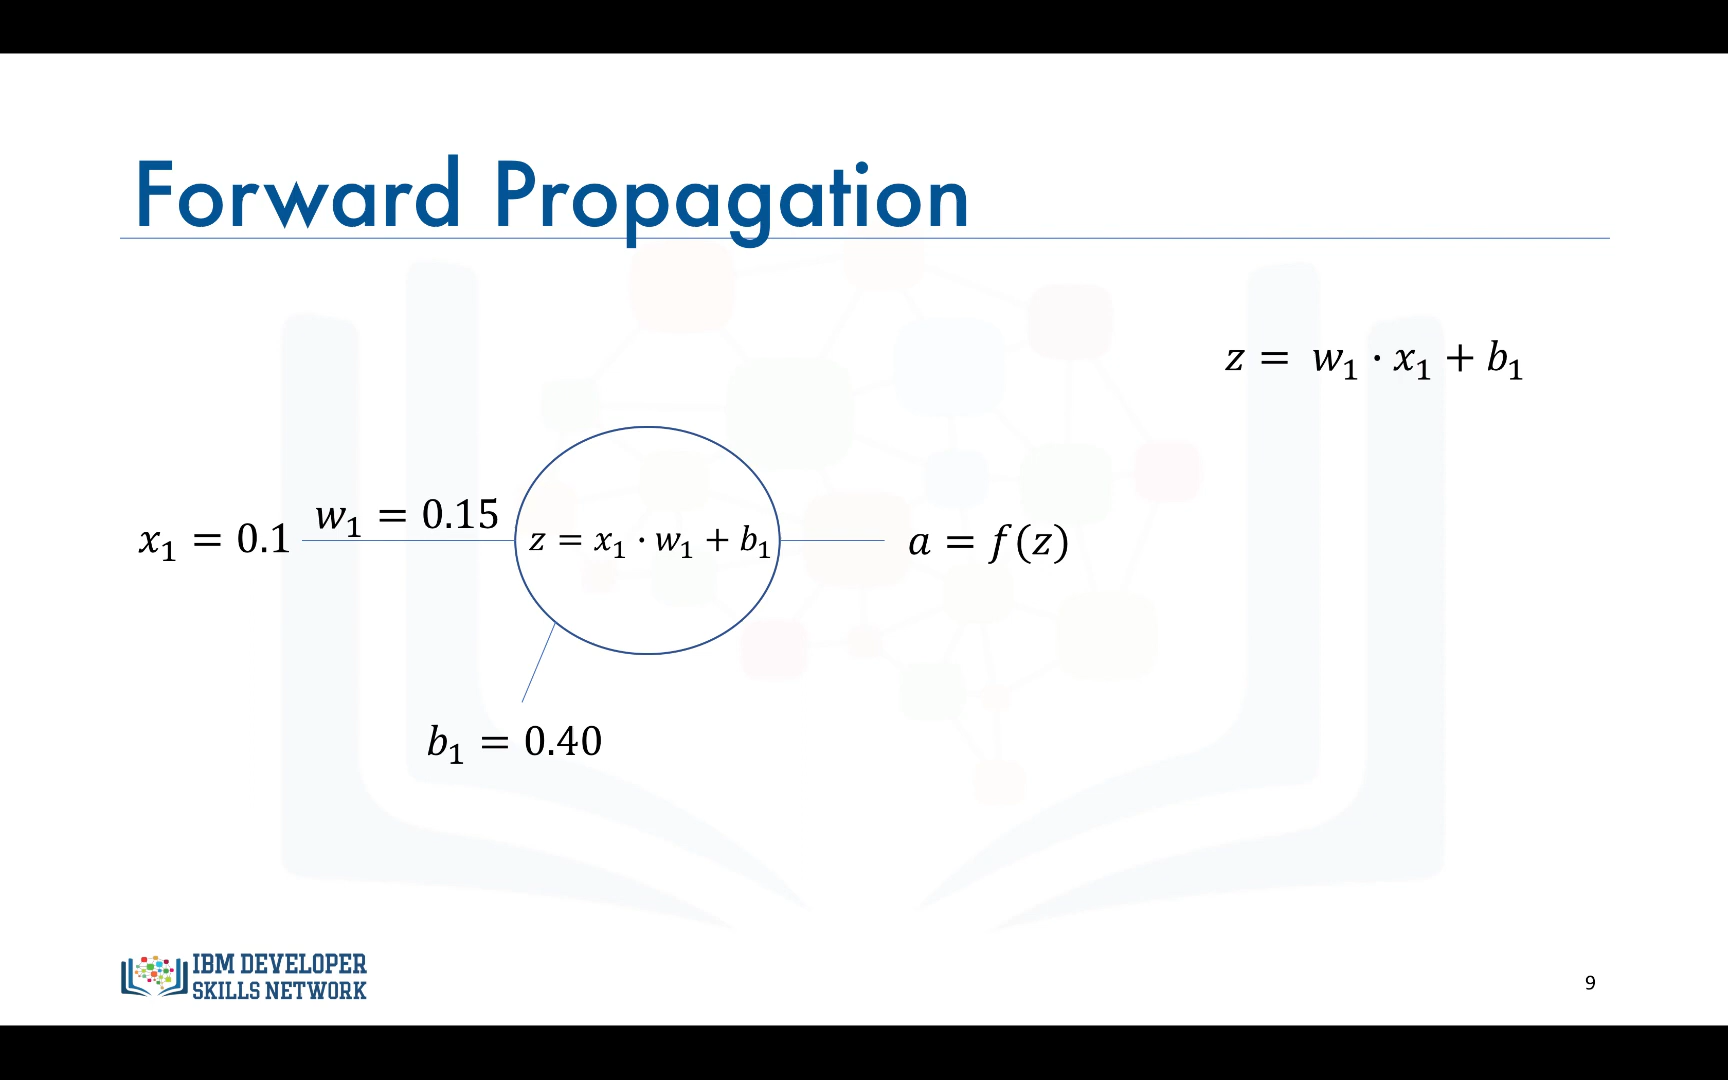 Forward Propagation
z = w₁ · x₁ + b₁
w₁ = 0.15
x₁ = 0.1
z = x₁ · w₁ + b₁
a = f(z)
b₁ = 0.40
IBM DEVELOPER
SKILLS NETWORK
9